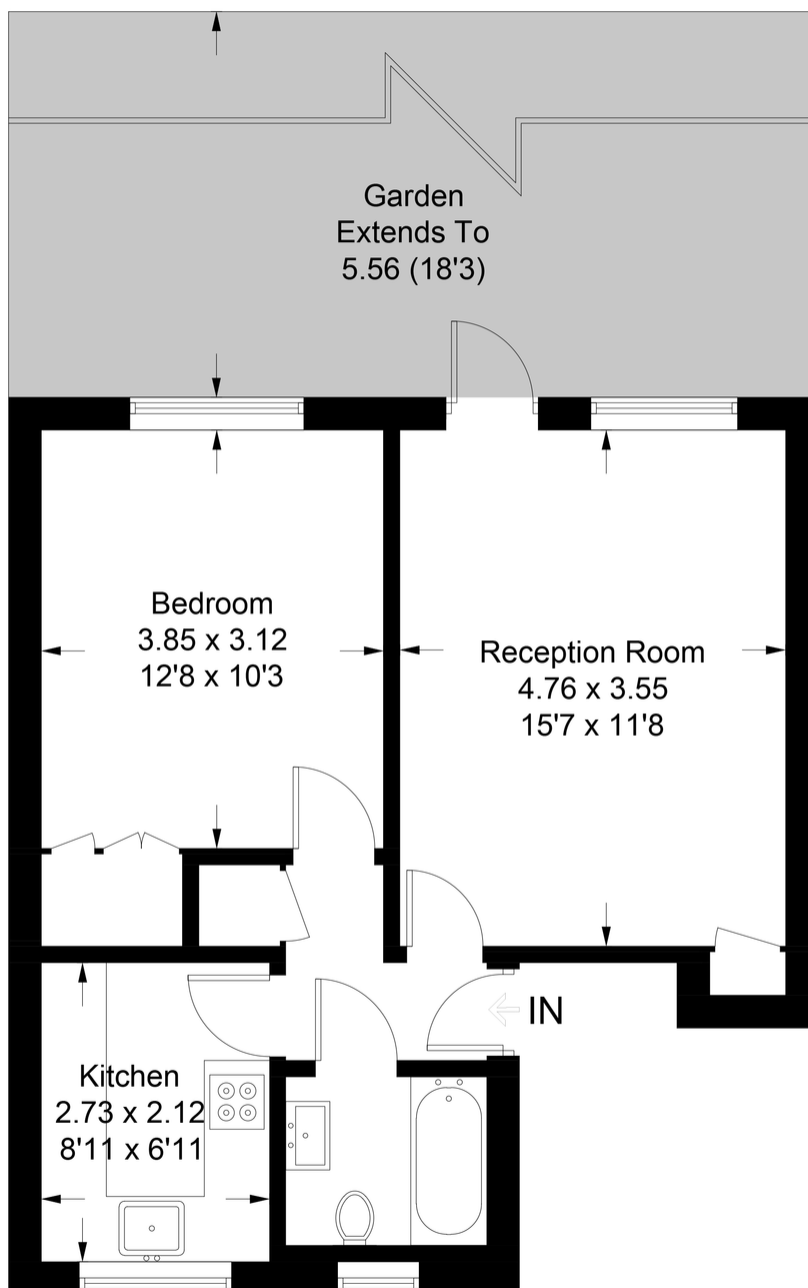 Garden
Extends To
5.56 (18'3)
Bedroom
3.85 x 3.12
12'8 x 10'3
Reception Room
4.76 x 3.55
15'7 x 11'8
IN
Kitchen
2.73 x 2.12
8'11 x 6'11